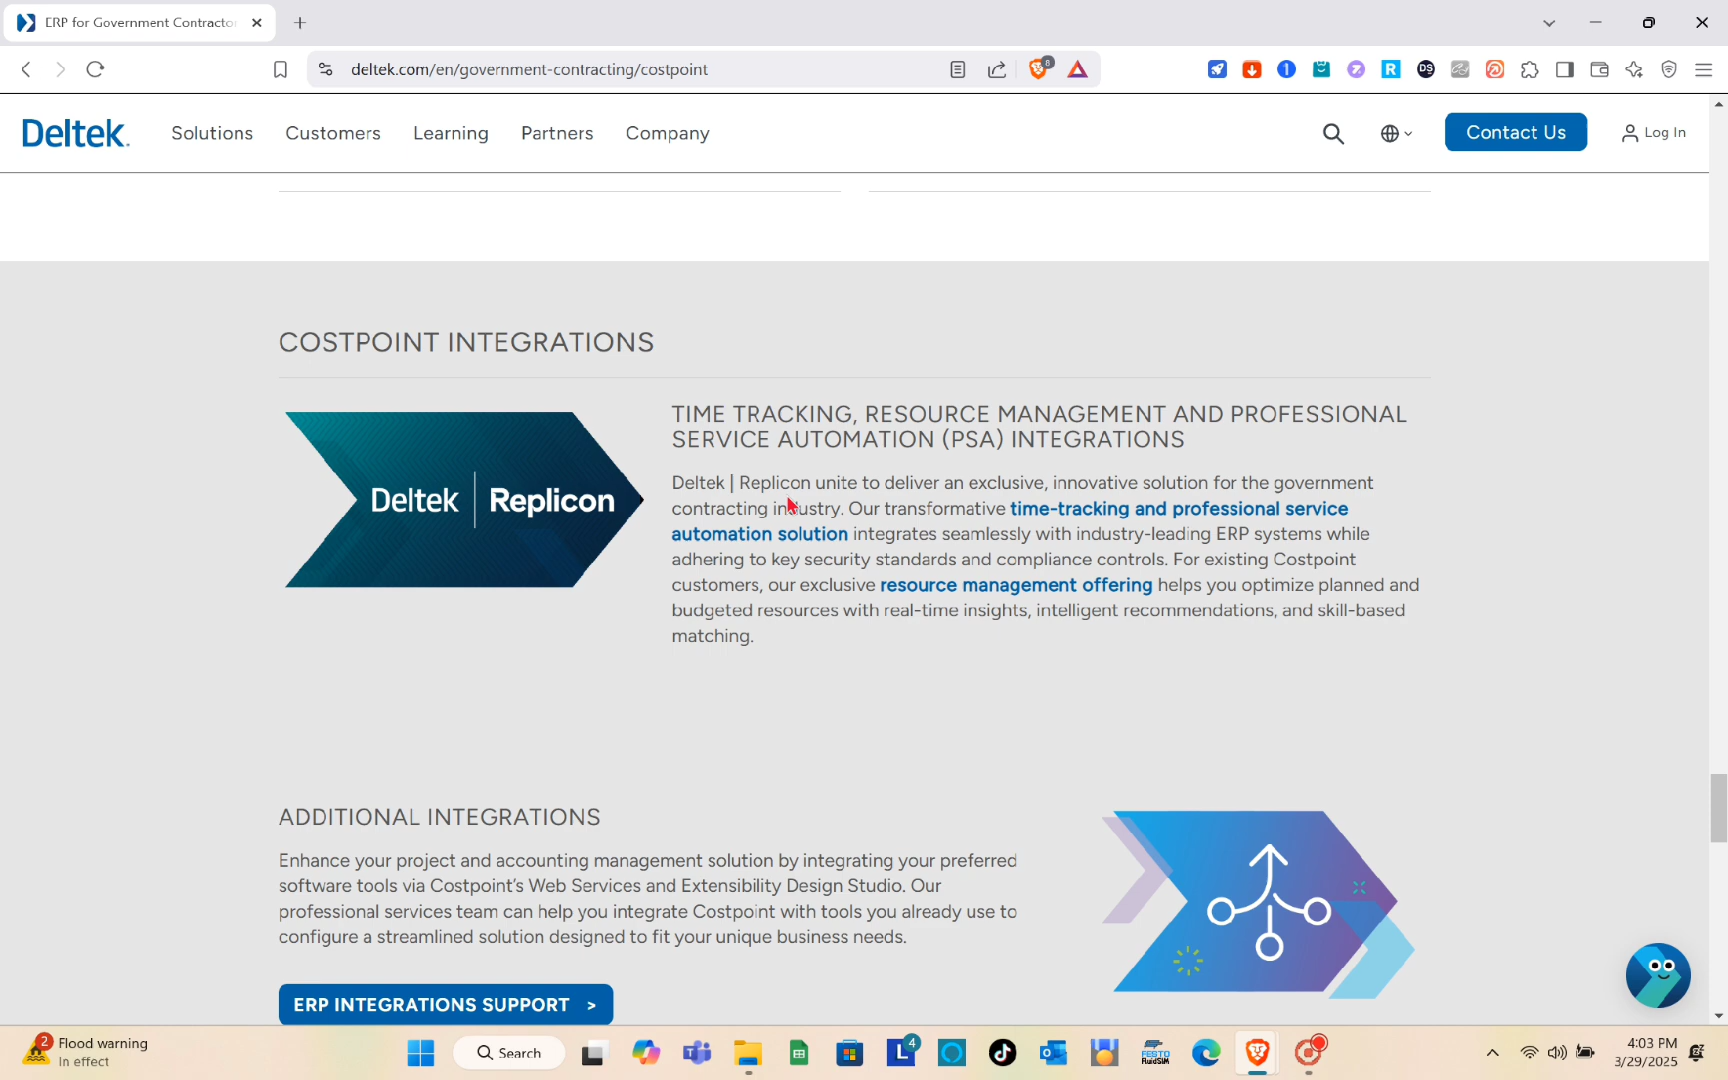 ERP for Government Contractor
deltek.com/en/government-contracting/costpoint
8
1
R
DS
Deltek.
Solutions
Customers
Learning
Partners
Company
Contact Us
Log In
COSTPOINT INTEGRATIONS
Deltek | Replicon
TIME TRACKING, RESOURCE MANAGEMENT AND PROFESSIONAL
SERVICE AUTOMATION (PSA) INTEGRATIONS
Deltek | Replicon unite to deliver an exclusive, innovative solution for the government
contracting industry. Our transformative time-tracking and professional service
automation solution integrates seamlessly with industry-leading ERP systems while
adhering to key security standards and compliance controls. For existing Costpoint
customers, our exclusive resource management offering helps you optimize planned and
budgeted resources with real-time insights, intelligent recommendations, and skill-based
matching.
ADDITIONAL INTEGRATIONS
Enhance your project and accounting management solution by integrating your preferred
software tools via Costpoint's Web Services and Extensibility Design Studio. Our
professional services team can help you integrate Costpoint with tools you already use to
configure a streamlined solution designed to fit your unique business needs.
ERP INTEGRATIONS SUPPORT >
2
Flood warning
In effect
Search
L
4
FESTO
FluidSIM
4:03 PM
3/29/2025